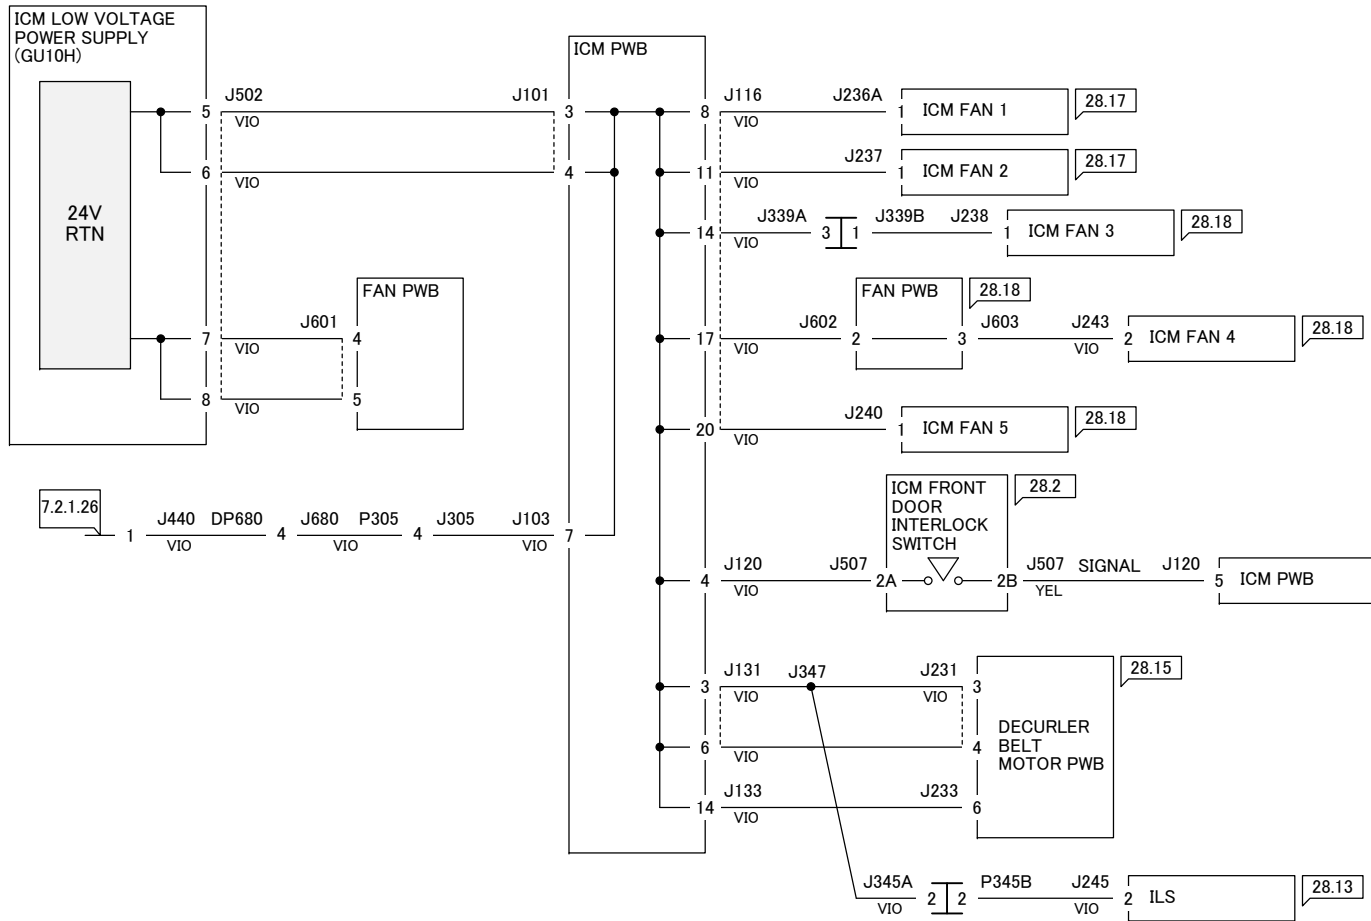 ICM LOW VOLTAGE
POWER SUPPLY
(GU10H)
ICM PWB
5 J502 J101 3 8 J116 J236A 1 ICM FAN 1 28.17
VIO VIO
6 4 11 J237 1 ICM FAN 2 28.17
VIO VIO
24V
RTN
14 J339A 3 1 J339B J238 1 ICM FAN 3 28.18
VIO
FAN PWB FAN PWB 28.18
7 J601 4 17 J602 2 3 J603 J243 2 ICM FAN 4 28.18
VIO VIO VIO
8 5
VIO
20 J240 1 ICM FAN 5 28.18
VIO
ICM FRONT
DOOR
INTERLOCK
SWITCH
28.2
7.2.1.26
1 J440 DP680 4 J680 P305 4 J305 J103 7
VIO VIO VIO
4 J120 J507 2A 2B J507 SIGNAL J120 5 ICM PWB
VIO YEL
3 J131 J347 J231 3 28.15
VIO VIO
DECURLER
BELT
MOTOR PWB
6 4
VIO
14 J133 J233 6
VIO
J345A 2 2 P345B J245 2 ILS 28.13
VIO VIO